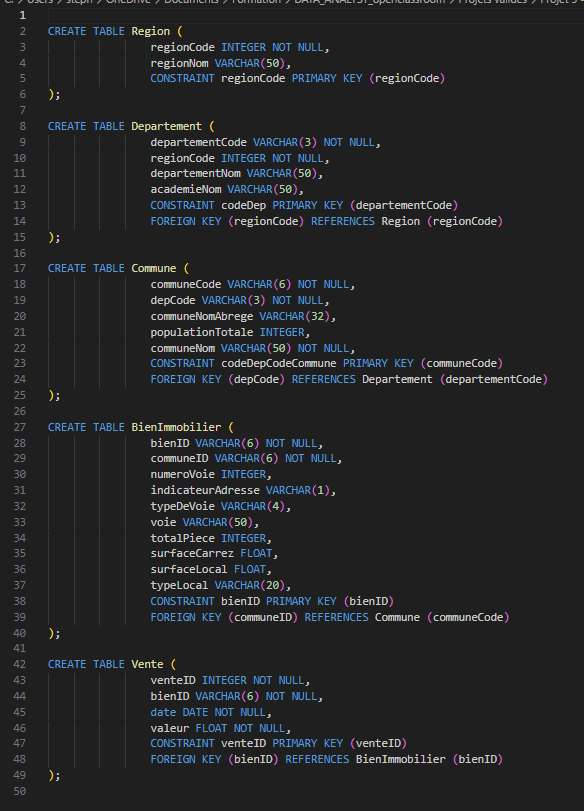 C: > Users > steph > OneDrive > Documents > Formation > DATA_ANALYST_openclassroom > Projets validés >
1
2 CREATE TABLE Region (
3 regionCode INTEGER NOT NULL,
4 regionNom VARCHAR(50),
5 CONSTRAINT regionCode PRIMARY KEY (regionCode)
6 );
7
8 CREATE TABLE Departement (
9 departementCode VARCHAR(3) NOT NULL,
10 regionCode INTEGER NOT NULL,
11 departementNom VARCHAR(50),
12 academieNom VARCHAR(50),
13 CONSTRAINT codeDep PRIMARY KEY (departementCode)
14 FOREIGN KEY (regionCode) REFERENCES Region (regionCode)
15 );
16
17 CREATE TABLE Commune (
18 communeCode VARCHAR(6) NOT NULL,
19 depCode VARCHAR(3) NOT NULL,
20 communeNomAbrege VARCHAR(32),
21 populationTotale INTEGER,
22 communeNom VARCHAR(50) NOT NULL,
23 CONSTRAINT codeDepCodeCommune PRIMARY KEY (communeCode)
24 FOREIGN KEY (depCode) REFERENCES Departement (departementCode)
25 );
26
27 CREATE TABLE BienImmobilier (
28 bienID VARCHAR(6) NOT NULL,
29 communeID VARCHAR(6) NOT NULL,
30 numeroVoie INTEGER,
31 indicateurAdresse VARCHAR(1),
32 typeDeVoie VARCHAR(4),
33 voie VARCHAR(50),
34 totalPiece INTEGER,
35 surfaceCarrez FLOAT,
36 surfaceLocal FLOAT,
37 typeLocal VARCHAR(20),
38 CONSTRAINT bienID PRIMARY KEY (bienID)
39 FOREIGN KEY (communeID) REFERENCES Commune (communeCode)
40 );
41
42 CREATE TABLE Vente (
43 venteID INTEGER NOT NULL,
44 bienID VARCHAR(6) NOT NULL,
45 date DATE NOT NULL,
46 valeur FLOAT NOT NULL,
47 CONSTRAINT venteID PRIMARY KEY (venteID)
48 FOREIGN KEY (bienID) REFERENCES BienImmobilier (bienID)
49 );
50